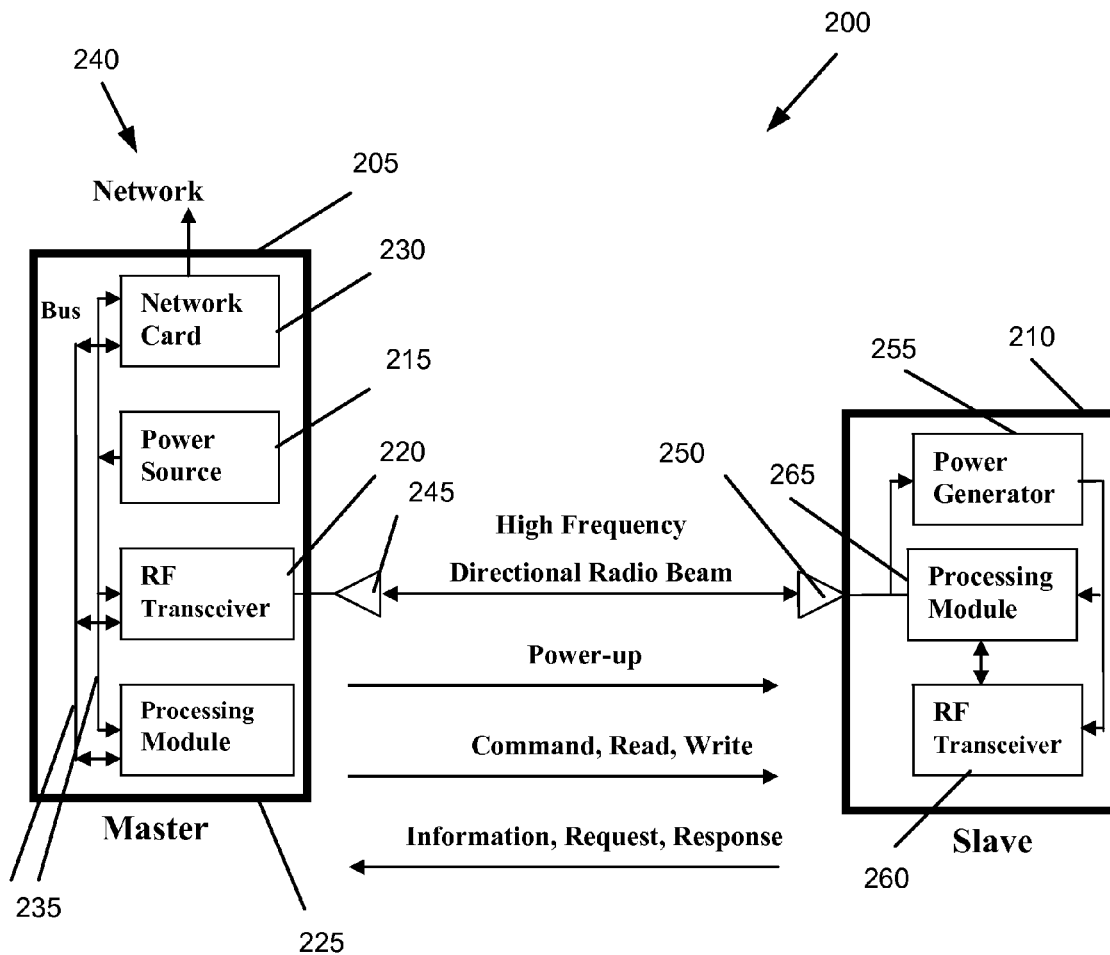 200
240
205
Network
230
Bus
Network
Card
215
Power
Source
220
245
RF
Transceiver
Processing
Module
Master
235
225
High Frequency
Directional Radio Beam
Power-up
Command, Read, Write
Information, Request, Response
250
265
255
210
Power
Generator
Processing
Module
RF
Transceiver
Slave
260